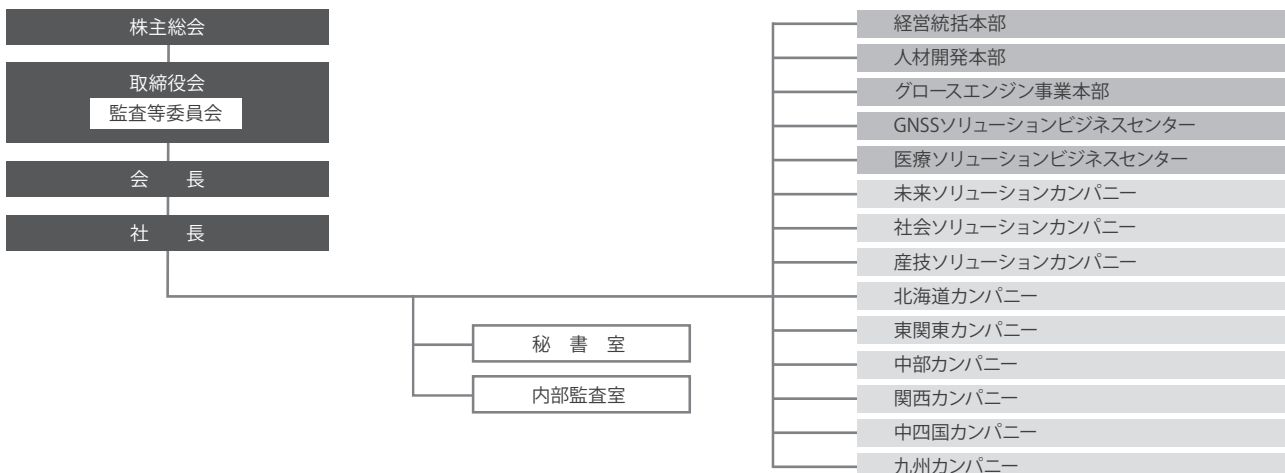 株主総会
取締役会
監査等委員会
会　　長
社　　長
秘　書　室
内部監査室
経営統括本部
人材開発本部
グロースエンジン事業本部
GNSSソリューションビジネスセンター
医療ソリューションビジネスセンター
未来ソリューションカンパニー
社会ソリューションカンパニー
産技ソリューションカンパニー
北海道カンパニー
東関東カンパニー
中部カンパニー
関西カンパニー
中四国カンパニー
九州カンパニー